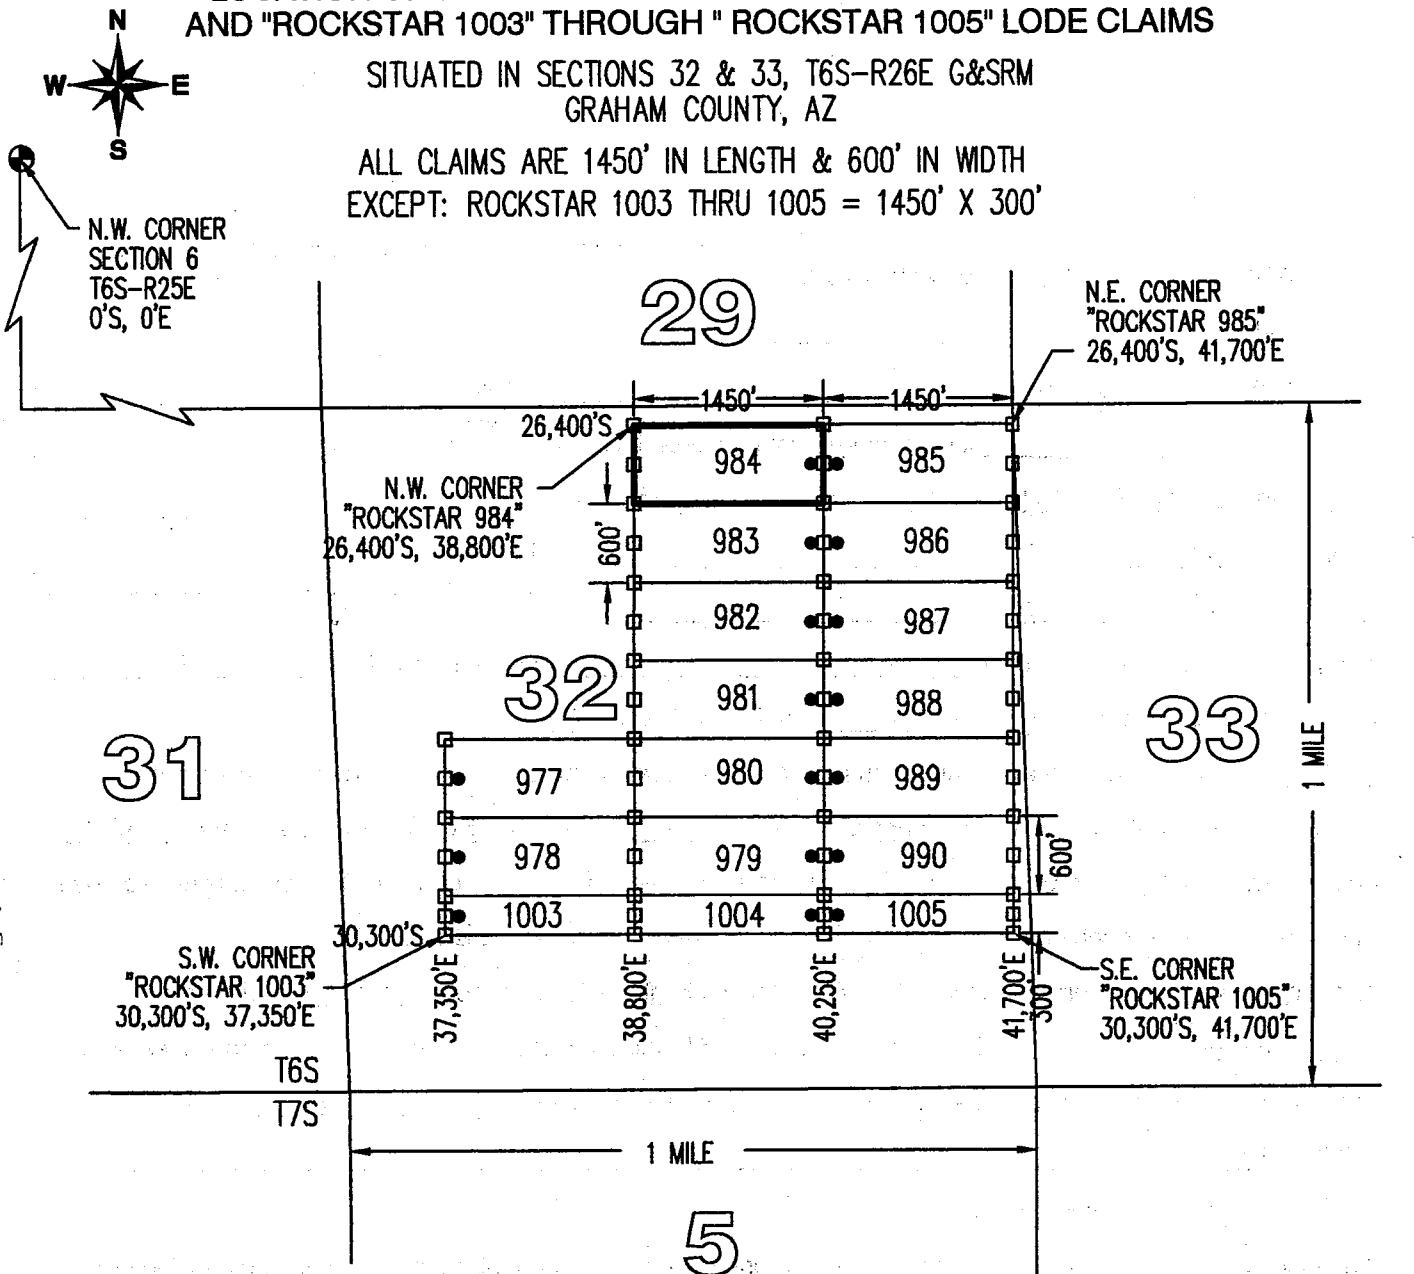 AND "ROCKSTAR 1003" THROUGH " ROCKSTAR 1005" LODE CLAIMS
N
W
E
S
SITUATED IN SECTIONS 32 & 33, T6S-R26E G&SRM
GRAHAM COUNTY, AZ
ALL CLAIMS ARE 1450' IN LENGTH & 600' IN WIDTH
EXCEPT: ROCKSTAR 1003 THRU 1005 = 1450' X 300'
N.W. CORNER
SECTION 6
T6S-R25E
0'S, 0'E
29
N.E. CORNER
"ROCKSTAR 985"
26,400'S, 41,700'E
1450'
1450'
26,400'S
984
985
N.W. CORNER
"ROCKSTAR 984"
26,400'S, 38,800'E
600'
983
986
982
987
32
981
988
31
33
1 MILE
977
980
989
978
979
990
600'
1003
1004
1005
30,300'S
S.W. CORNER
"ROCKSTAR 1003"
30,300'S, 37,350'E
37,350'E
38,800'E
40,250'E
41,700'E
300'
S.E. CORNER
"ROCKSTAR 1005"
30,300'S, 41,700'E
T6S
T7S
1 MILE
5